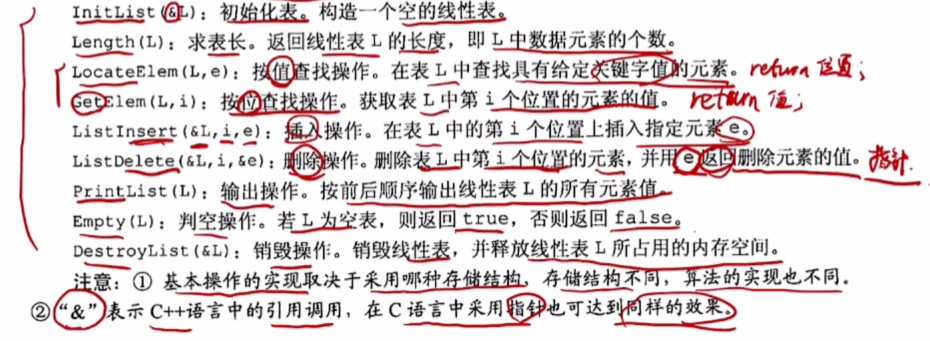 InitList(&L)：初始化表。构造一个空的线性表。
Length(L)：求表长。返回线性表 L 的长度，即 L 中数据元素的个数。
LocateElem(L,e)：按值查找操作。在表 L 中查找具有给定关键字值的元素。return 位置；
GetElem(L,i)：按位查找操作。获取表 L 中第 i 个位置的元素的值。return 值；
ListInsert(&L,i,e)：插入操作。在表 L 中的第 i 个位置上插入指定元素 e。
ListDelete(&L,i,&e)：删除操作。删除表 L 中第 i 个位置的元素，并用 e 返回删除元素的值。指针.
PrintList(L)：输出操作。按前后顺序输出线性表 L 的所有元素值。
Empty(L)：判空操作。若 L 为空表，则返回 true，否则返回 false。
DestroyList(&L)：销毁操作。销毁线性表，并释放线性表 L 所占用的内存空间。
注意：① 基本操作的实现取决于采用哪种存储结构，存储结构不同，算法的实现也不同。
②“&”表示 C++语言中的引用调用，在 C 语言中采用指针也可达到同样的效果。